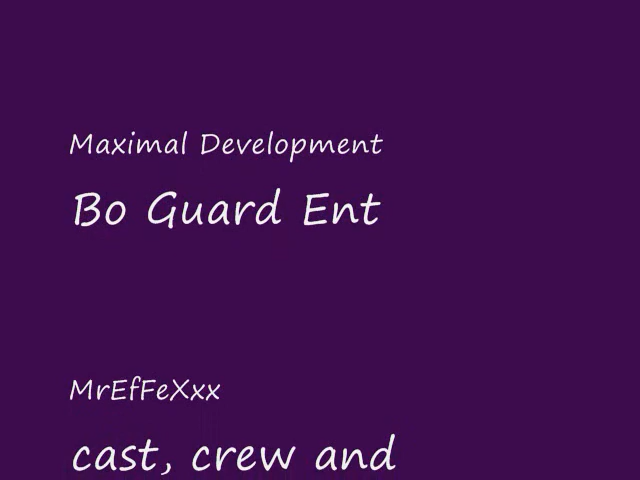 Maximal Development
Bo Guard Ent
MrEfFeXxx
cast, crew and